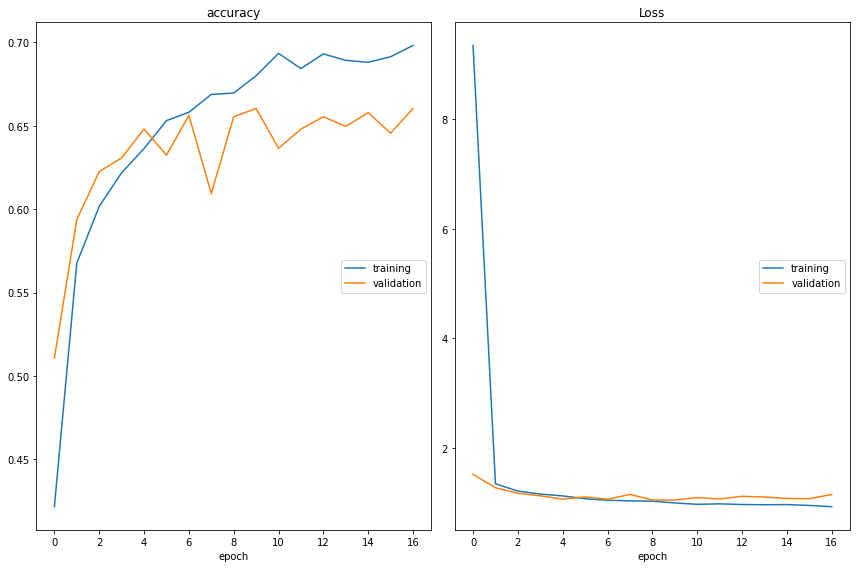 accuracy
0.70
0.65
0.60
0.55
0.50
0.45
training
validation
0 2 4 6 8 10 12 14 16
epoch
Loss
8
6
4
2
training
validation
0 2 4 6 8 10 12 14 16
epoch